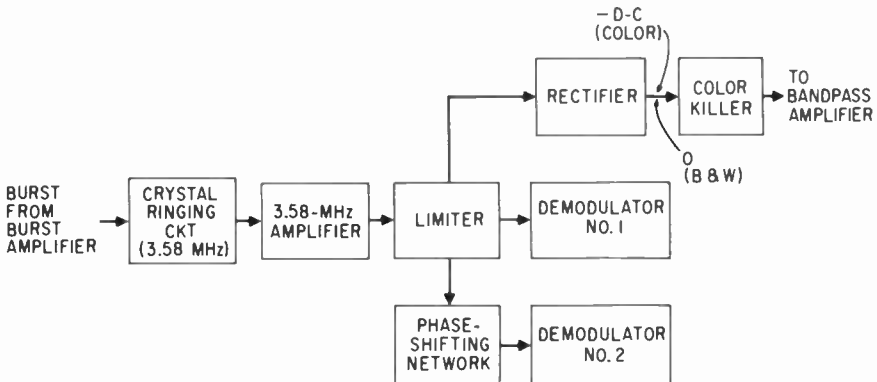 – D-C
(COLOR)
RECTIFIER
COLOR
KILLER
TO
BANDPASS
AMPLIFIER
O
(B & W)
BURST
FROM
BURST
AMPLIFIER
CRYSTAL
RINGING
CKT
(3.58 MHz)
3.58-MHz
AMPLIFIER
LIMITER
DEMODULATOR
NO. 1
PHASE-
SHIFTING
NETWORK
DEMODULATOR
NO. 2